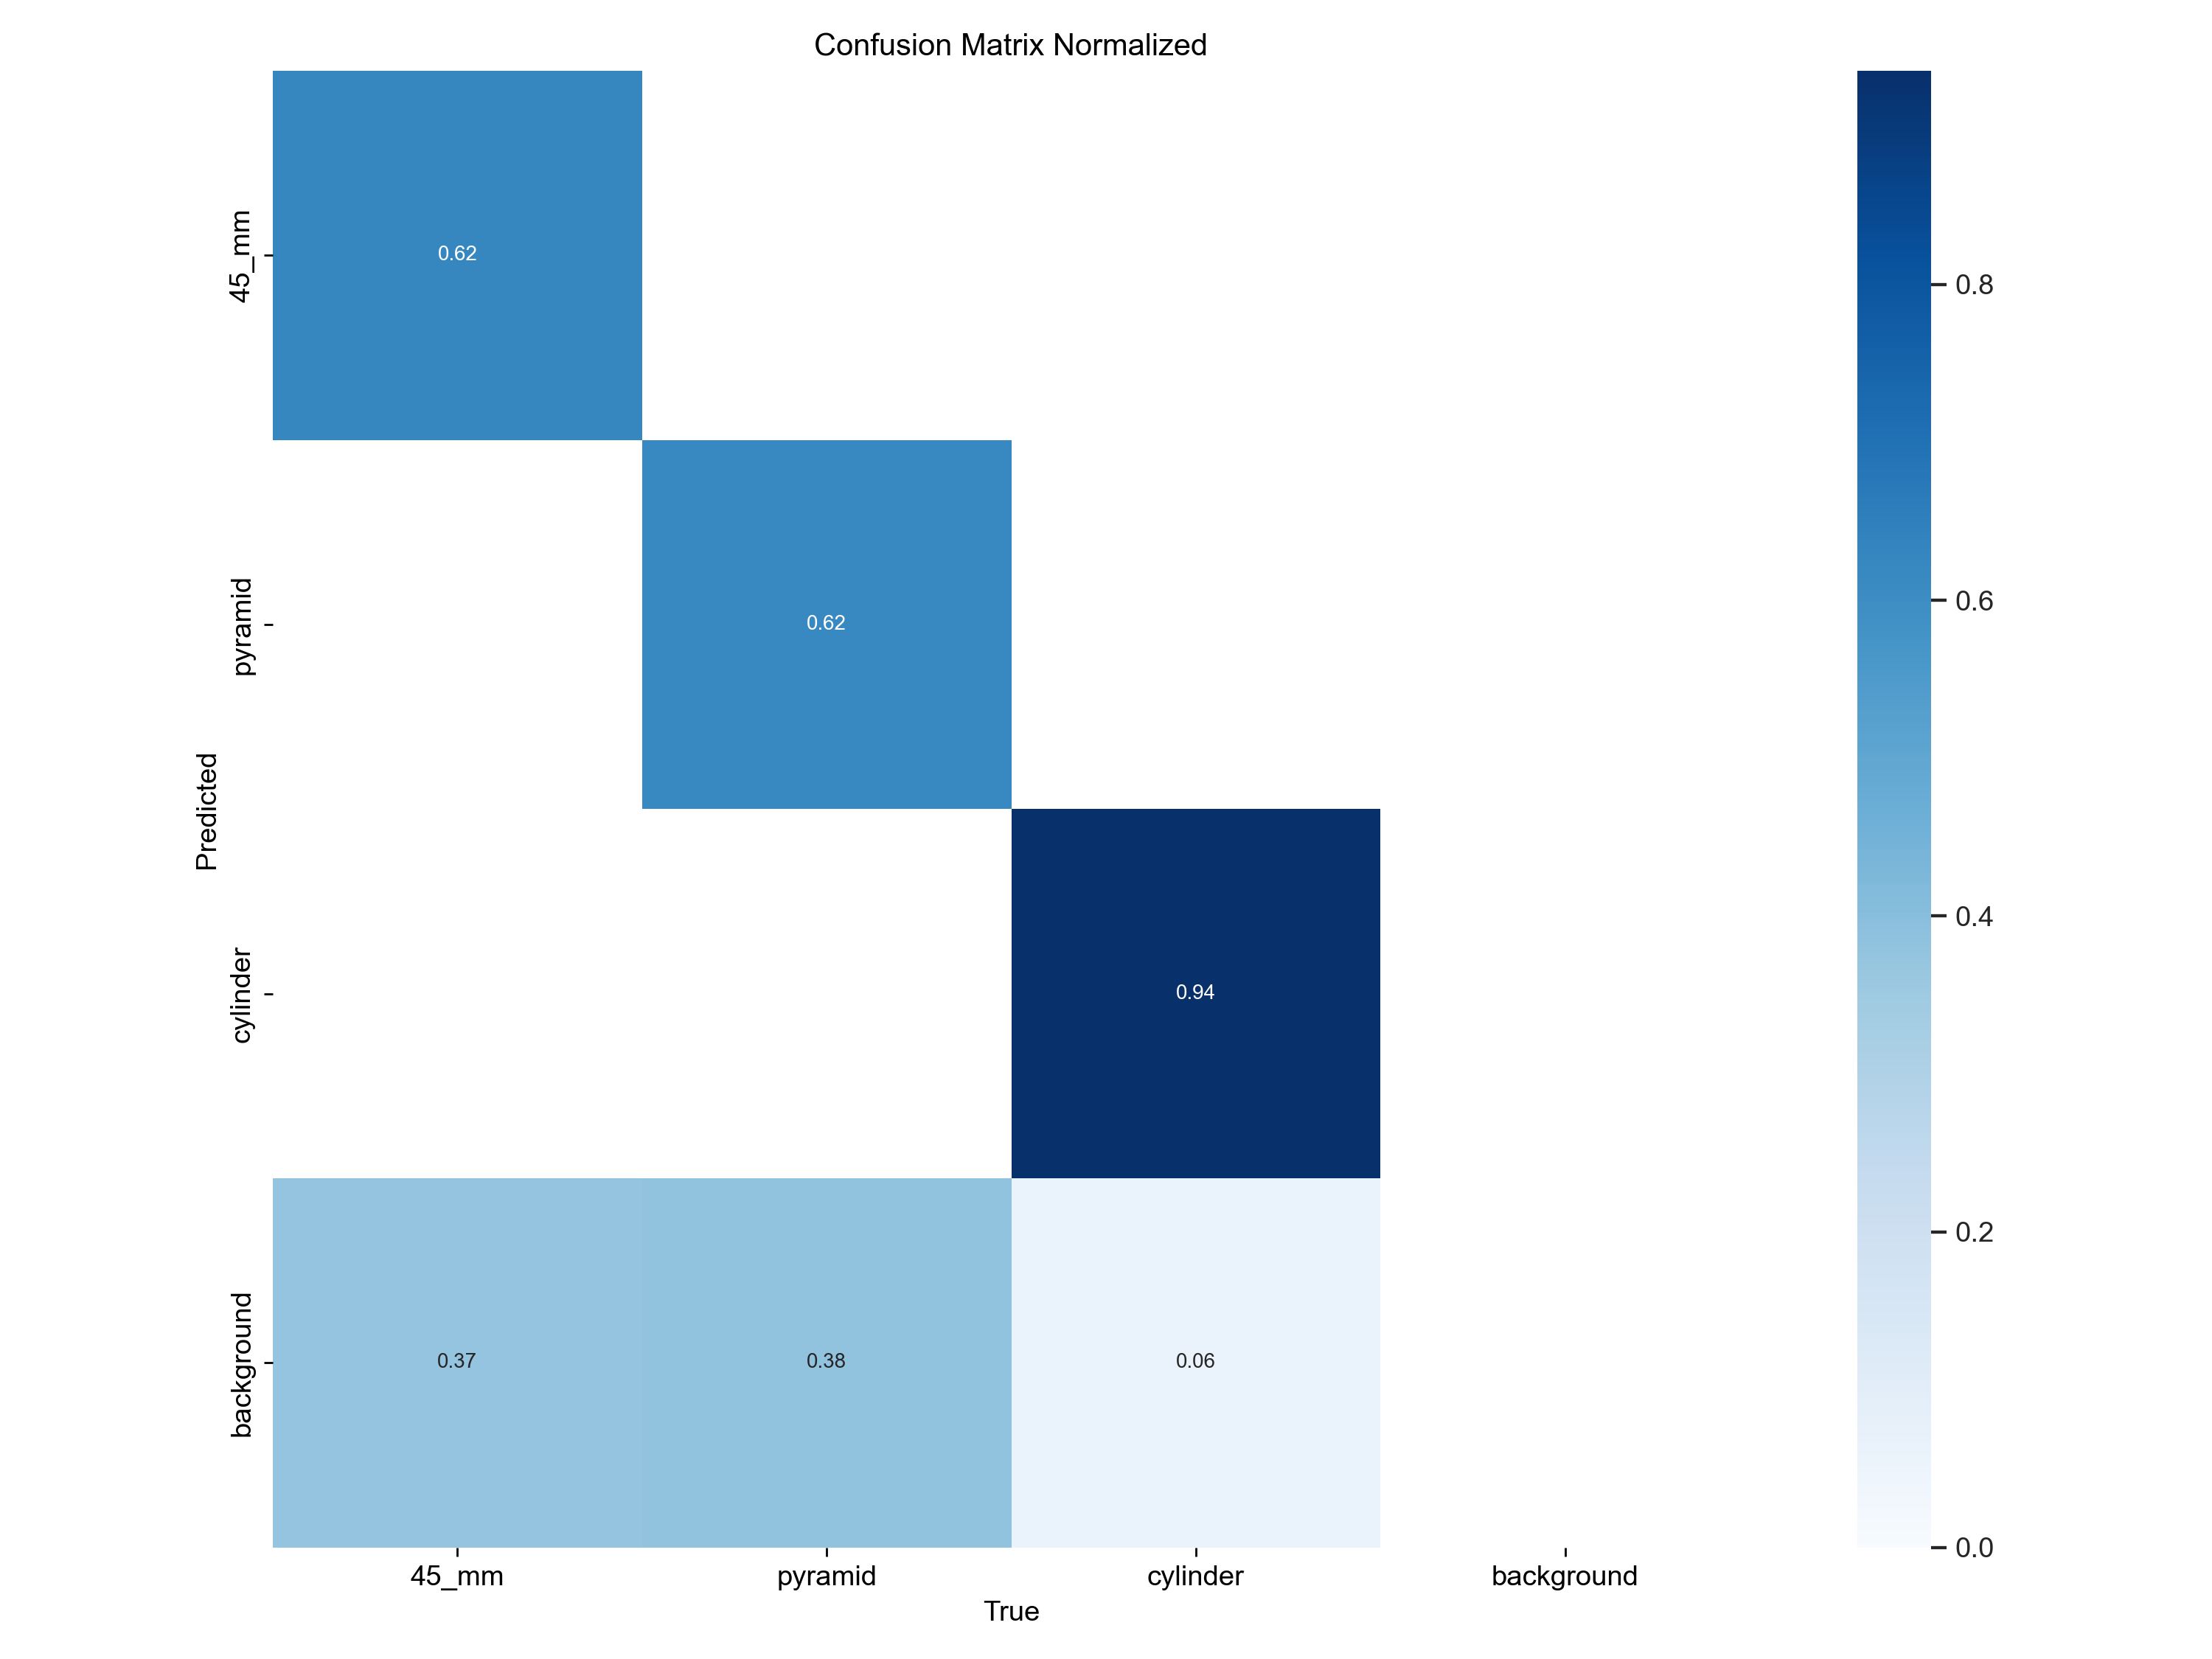 Confusion Matrix Normalized
45_mm
0.62
0.8
pyramid
0.62
0.6
Predicted
cylinder
0.94
0.4
background
0.37
0.38
0.06
0.2
0.0
45_mm
pyramid
cylinder
background
True